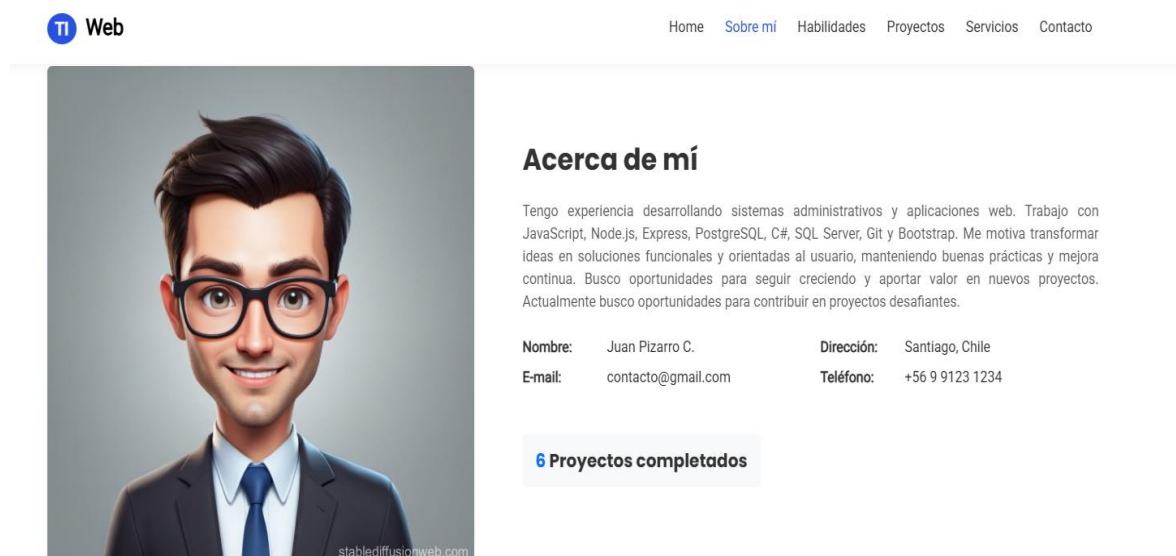 TI Web
Home Sobre mí Habilidades Proyectos Servicios Contacto
Acerca de mí
Tengo experiencia desarrollando sistemas administrativos y aplicaciones web. Trabajo con
JavaScript, Node.js, Express, PostgreSQL, C#, SQL Server, Git y Bootstrap. Me motiva transformar
ideas en soluciones funcionales y orientadas al usuario, manteniendo buenas prácticas y mejora
continua. Busco oportunidades para seguir creciendo y aportar valor en nuevos proyectos.
Actualmente busco oportunidades para contribuir en proyectos desafiantes.
Nombre: Juan Pizarro C. Dirección: Santiago, Chile
E-mail: contacto@gmail.com Teléfono: +56 9 9123 1234
6 Proyectos completados
stablediffusionweb.com